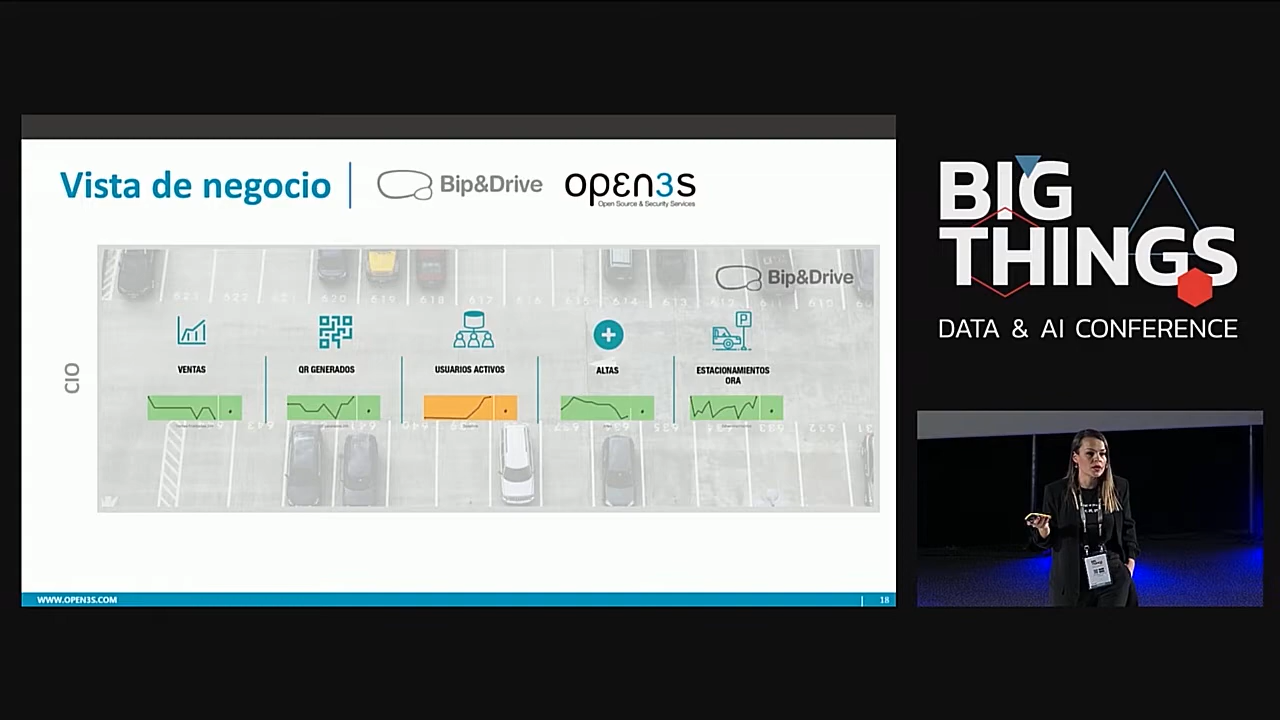 Vista de negocio
Bip&Drive
open3s
Open Source & Security Services
Bip&Drive
CIO
VENTAS
QR GENERADOS
USUARIOS ACTIVOS
ALTAS
ESTACIONAMIENTOS
ORA
WWW.OPEN3S.COM
18
BIG
THINGS
DATA & AI CONFERENCE